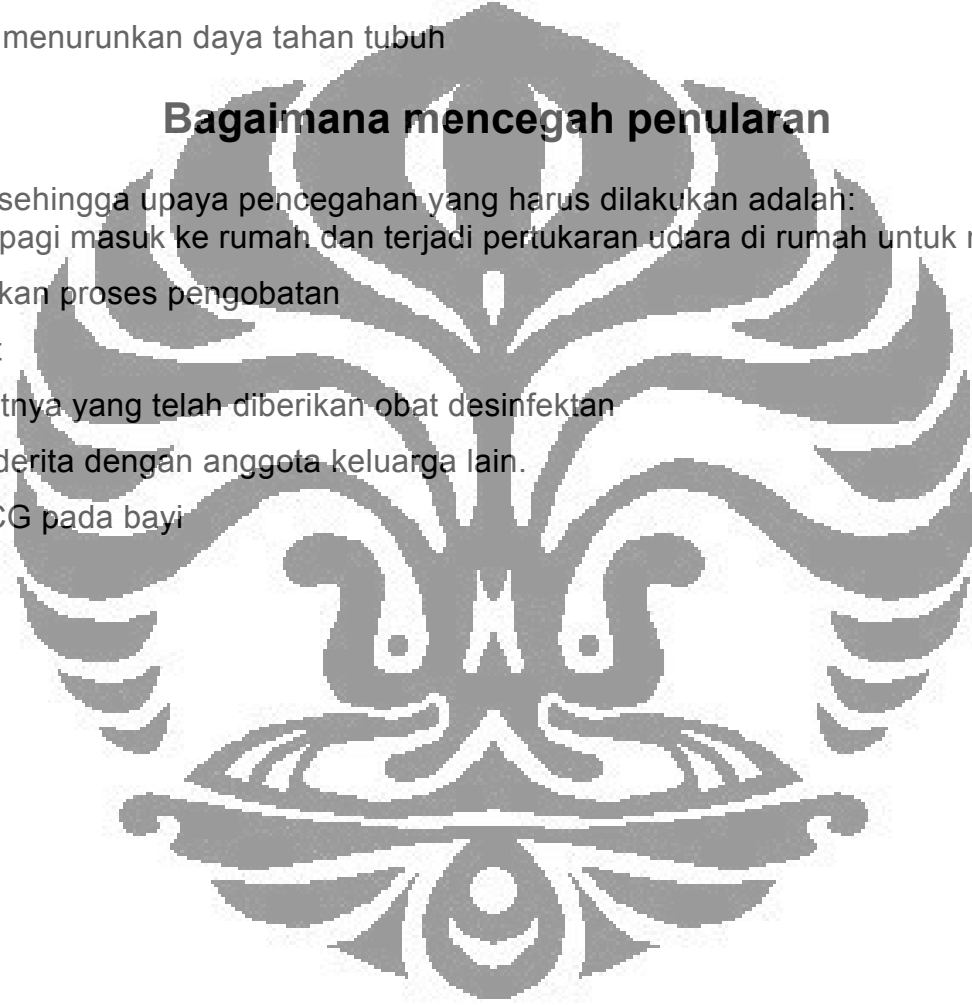 menurunkan daya tahan tubuh
Bagaimana mencegah penularan
sehingga upaya pencegahan yang harus dilakukan adalah:
pagi masuk ke rumah dan terjadi pertukaran udara di rumah untuk
kan proses pengobatan
tnya yang telah diberikan obat desinfektan
derita dengan anggota keluarga lain.
CG pada bayi